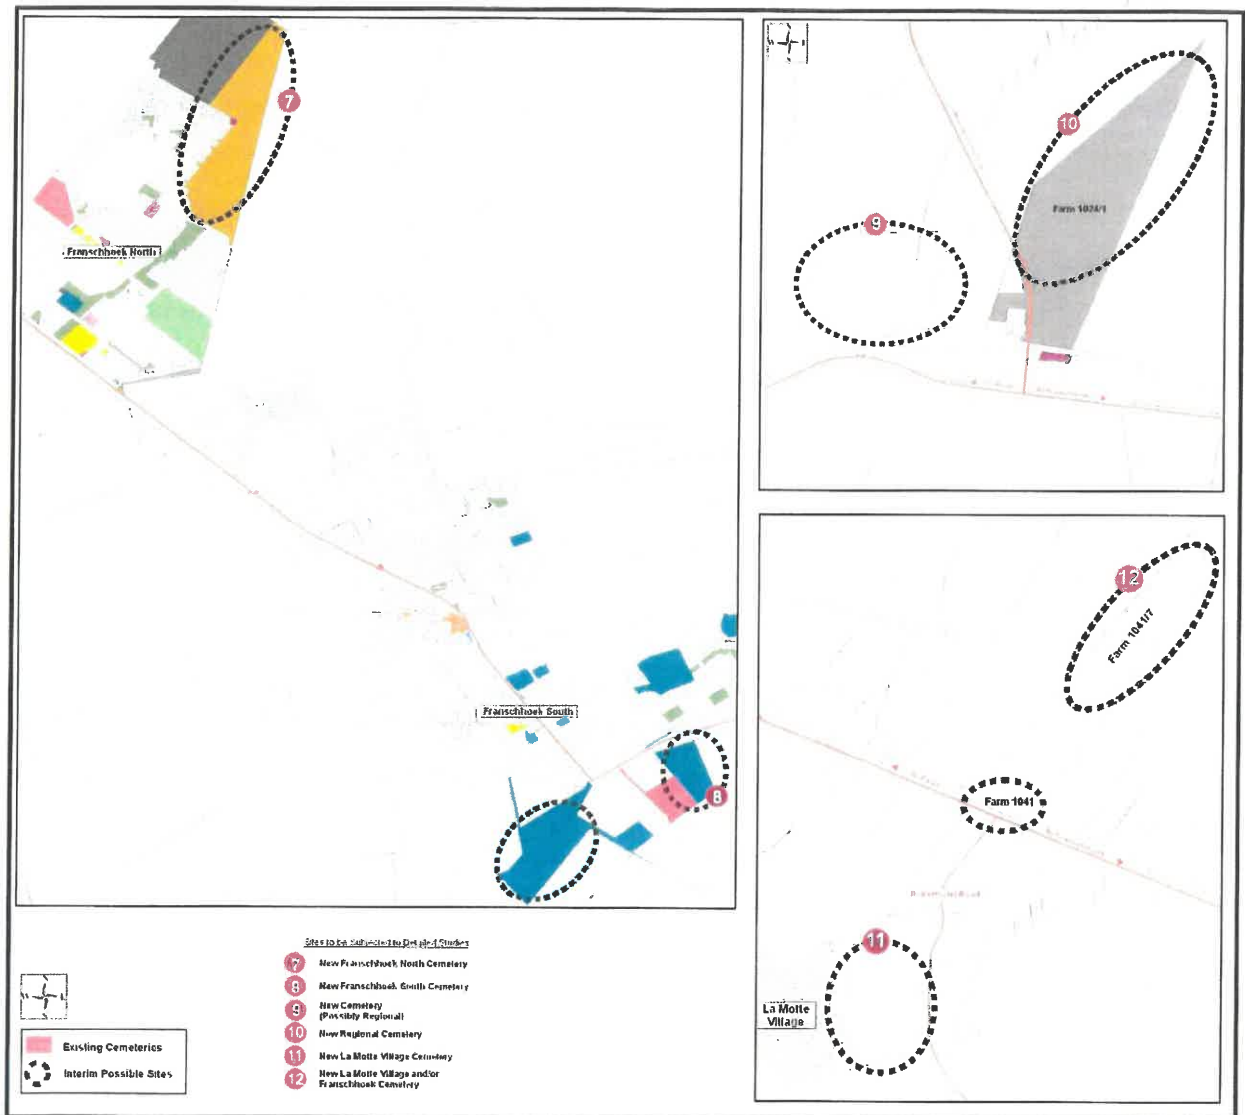 7
Franschhoek North
Franschhoek South
8
10
Farm 1024/1
9
12
Farm 1041/7
Farm 1041
11
La Motte
Village
Sites to be Subjected to Detailed Studies
7 New Franschhoek North Cemetery
8 New Franschhoek South Cemetery
9 New Cemetery
(Possibly Regional)
10 New Regional Cemetery
11 New La Motte Village Cemetery
12 New La Motte Village and/or
Franschhoek Cemetery
Existing Cemeteries
Interim Possible Sites